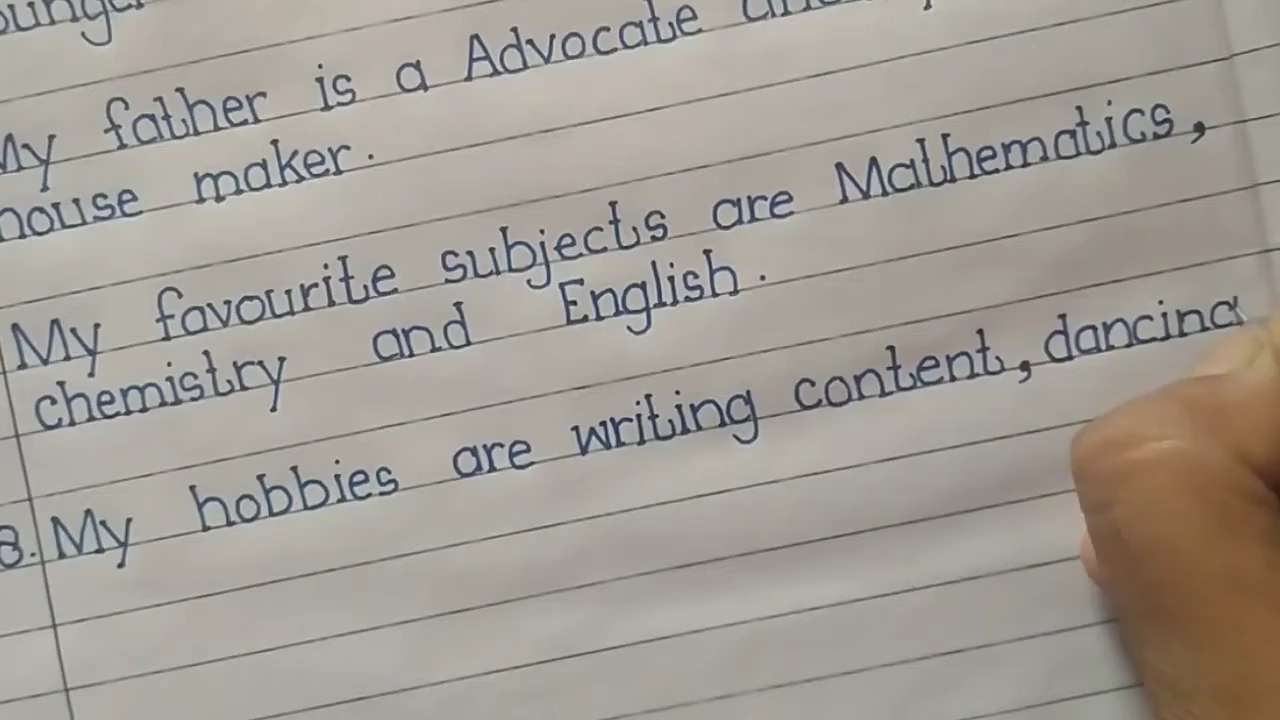 My father is a Advocate
house maker.
My favourite subjects are Mathematics,
chemistry and English.
8. My hobbies are writing content, dancing